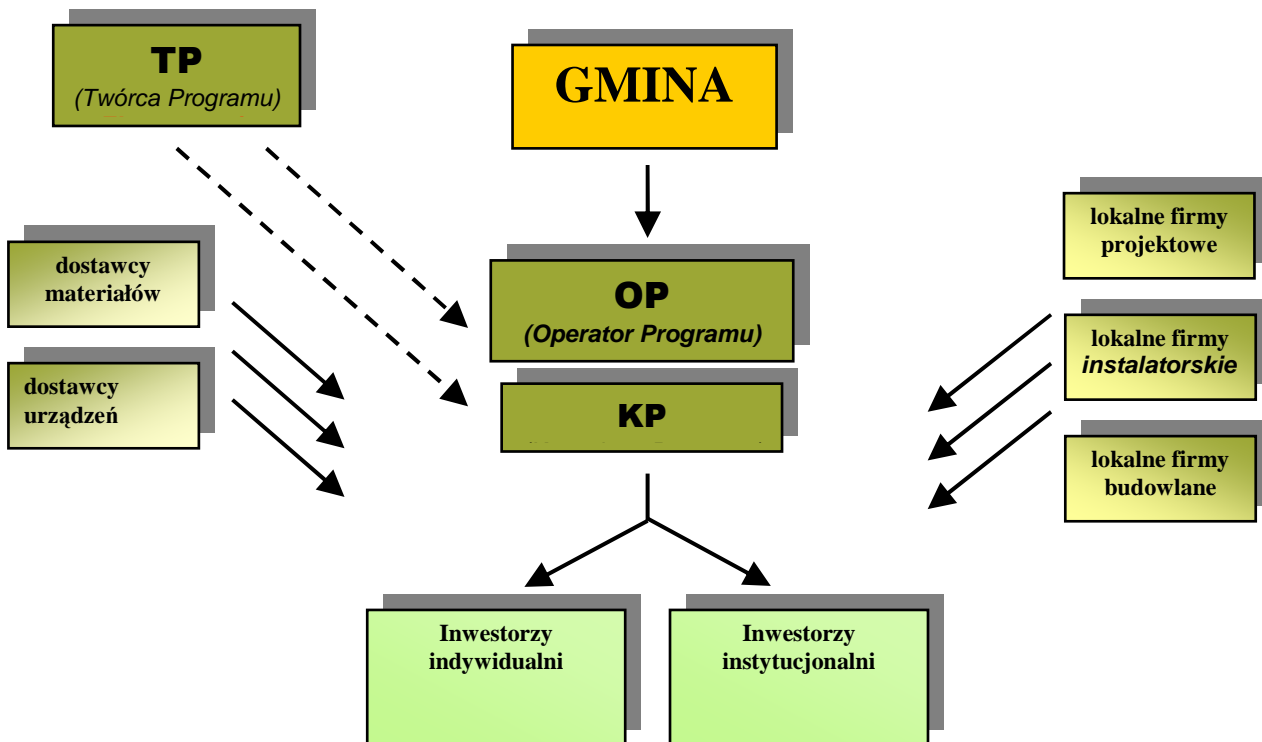 TP
(Twórca Programu)
GMINA
lokalne firmy
projektowe
dostawcy
materiałów
OP
(Operator Programu)
lokalne firmy
instalatorskie
dostawcy
urządzeń
KP
lokalne firmy
budowlane
Inwestorzy
indywidualni
Inwestorzy
instytucjonalni